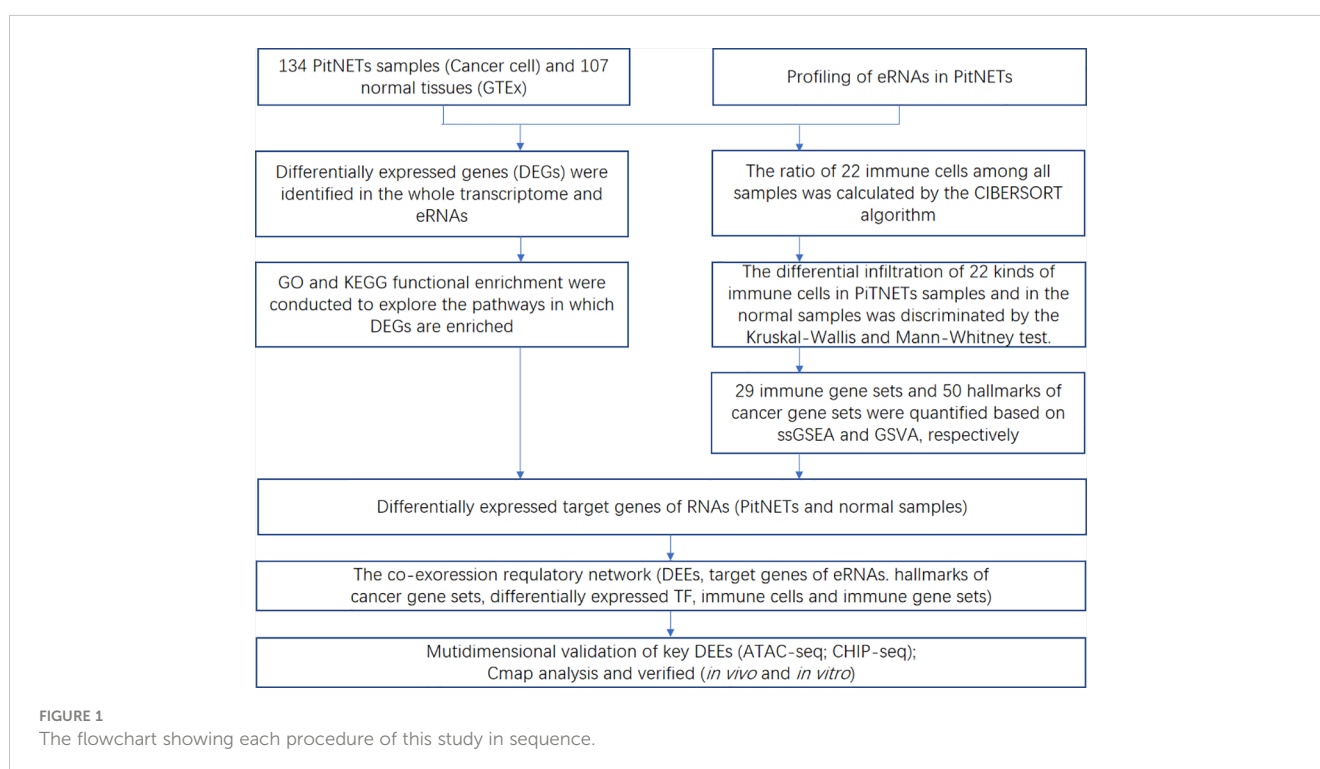 134 PitNETs samples (Cancer cell) and 107
normal tissues (GTEx)
Profiling of eRNAs in PitNETs
Differentially expressed genes (DEGs) were
identified in the whole transcriptome and
eRNAs
The ratio of 22 immune cells among all
samples was calculated by the CIBERSORT
algorithm
GO and KEGG functional enrichment were
conducted to explore the pathways in which
DEGs are enriched
The differential infiltration of 22 kinds of
immune cells in PiTNETs samples and in the
normal samples was discriminated by the
Kruskal-Wallis and Mann-Whitney test.
29 immune gene sets and 50 hallmarks of
cancer gene sets were quantified based on
ssGSEA and GSVA, respectively
Differentially expressed target genes of RNAs (PitNETs and normal samples)
The co-exoression requlatory network (DEEs, target genes of eRNAs. hallmarks of
cancer gene sets, differentially expressed TF, immune cells and immune gene sets)
Mutidimensional validation of key DEEs (ATAC-seq; CHIP-seq);
Cmap analysis and verified (in vivo and in vitro)
FIGURE 1
The flowchart showing each procedure of this study in sequence.